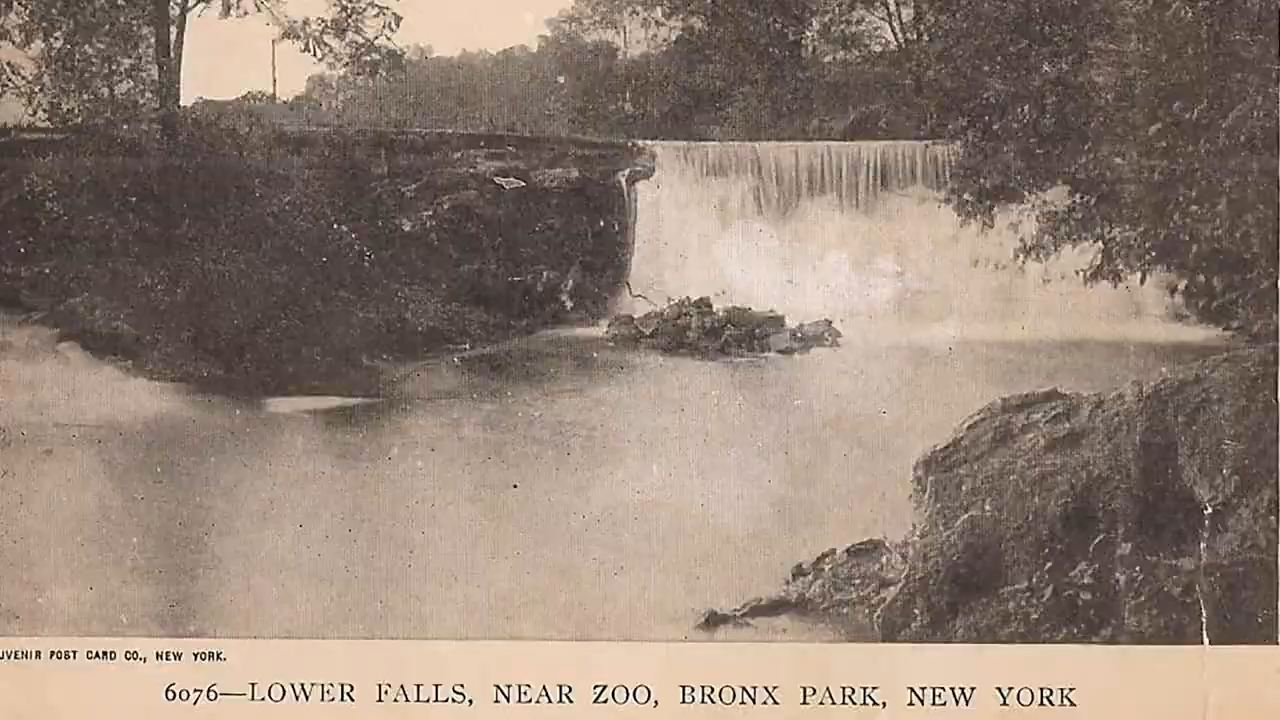 UVENIR POST CARD CO., NEW YORK.
6076—LOWER FALLS, NEAR ZOO, BRONX PARK, NEW YORK